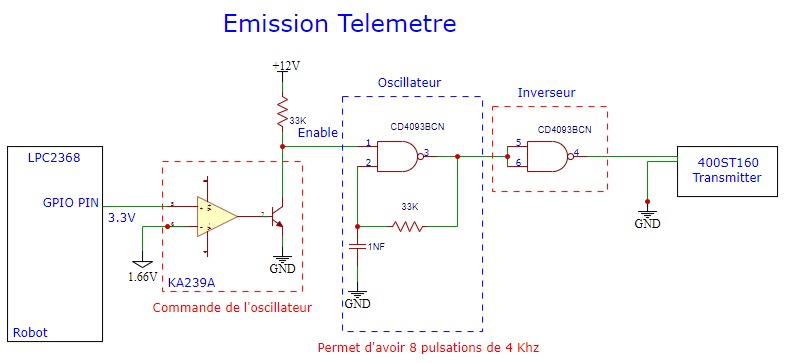 Emission Telemetre
+12V
Oscillateur
Inverseur
33K
Enable
CD4093BCN
CD4093BCN
LPC2368
1
2
3
5
6
4
400ST160
Transmitter
GPIO PIN
3.3V
33K
GND
1NF
1.66V
KA239A
GND
GND
Commande de l'oscillateur
Robot
Permet d'avoir 8 pulsations de 4 Khz